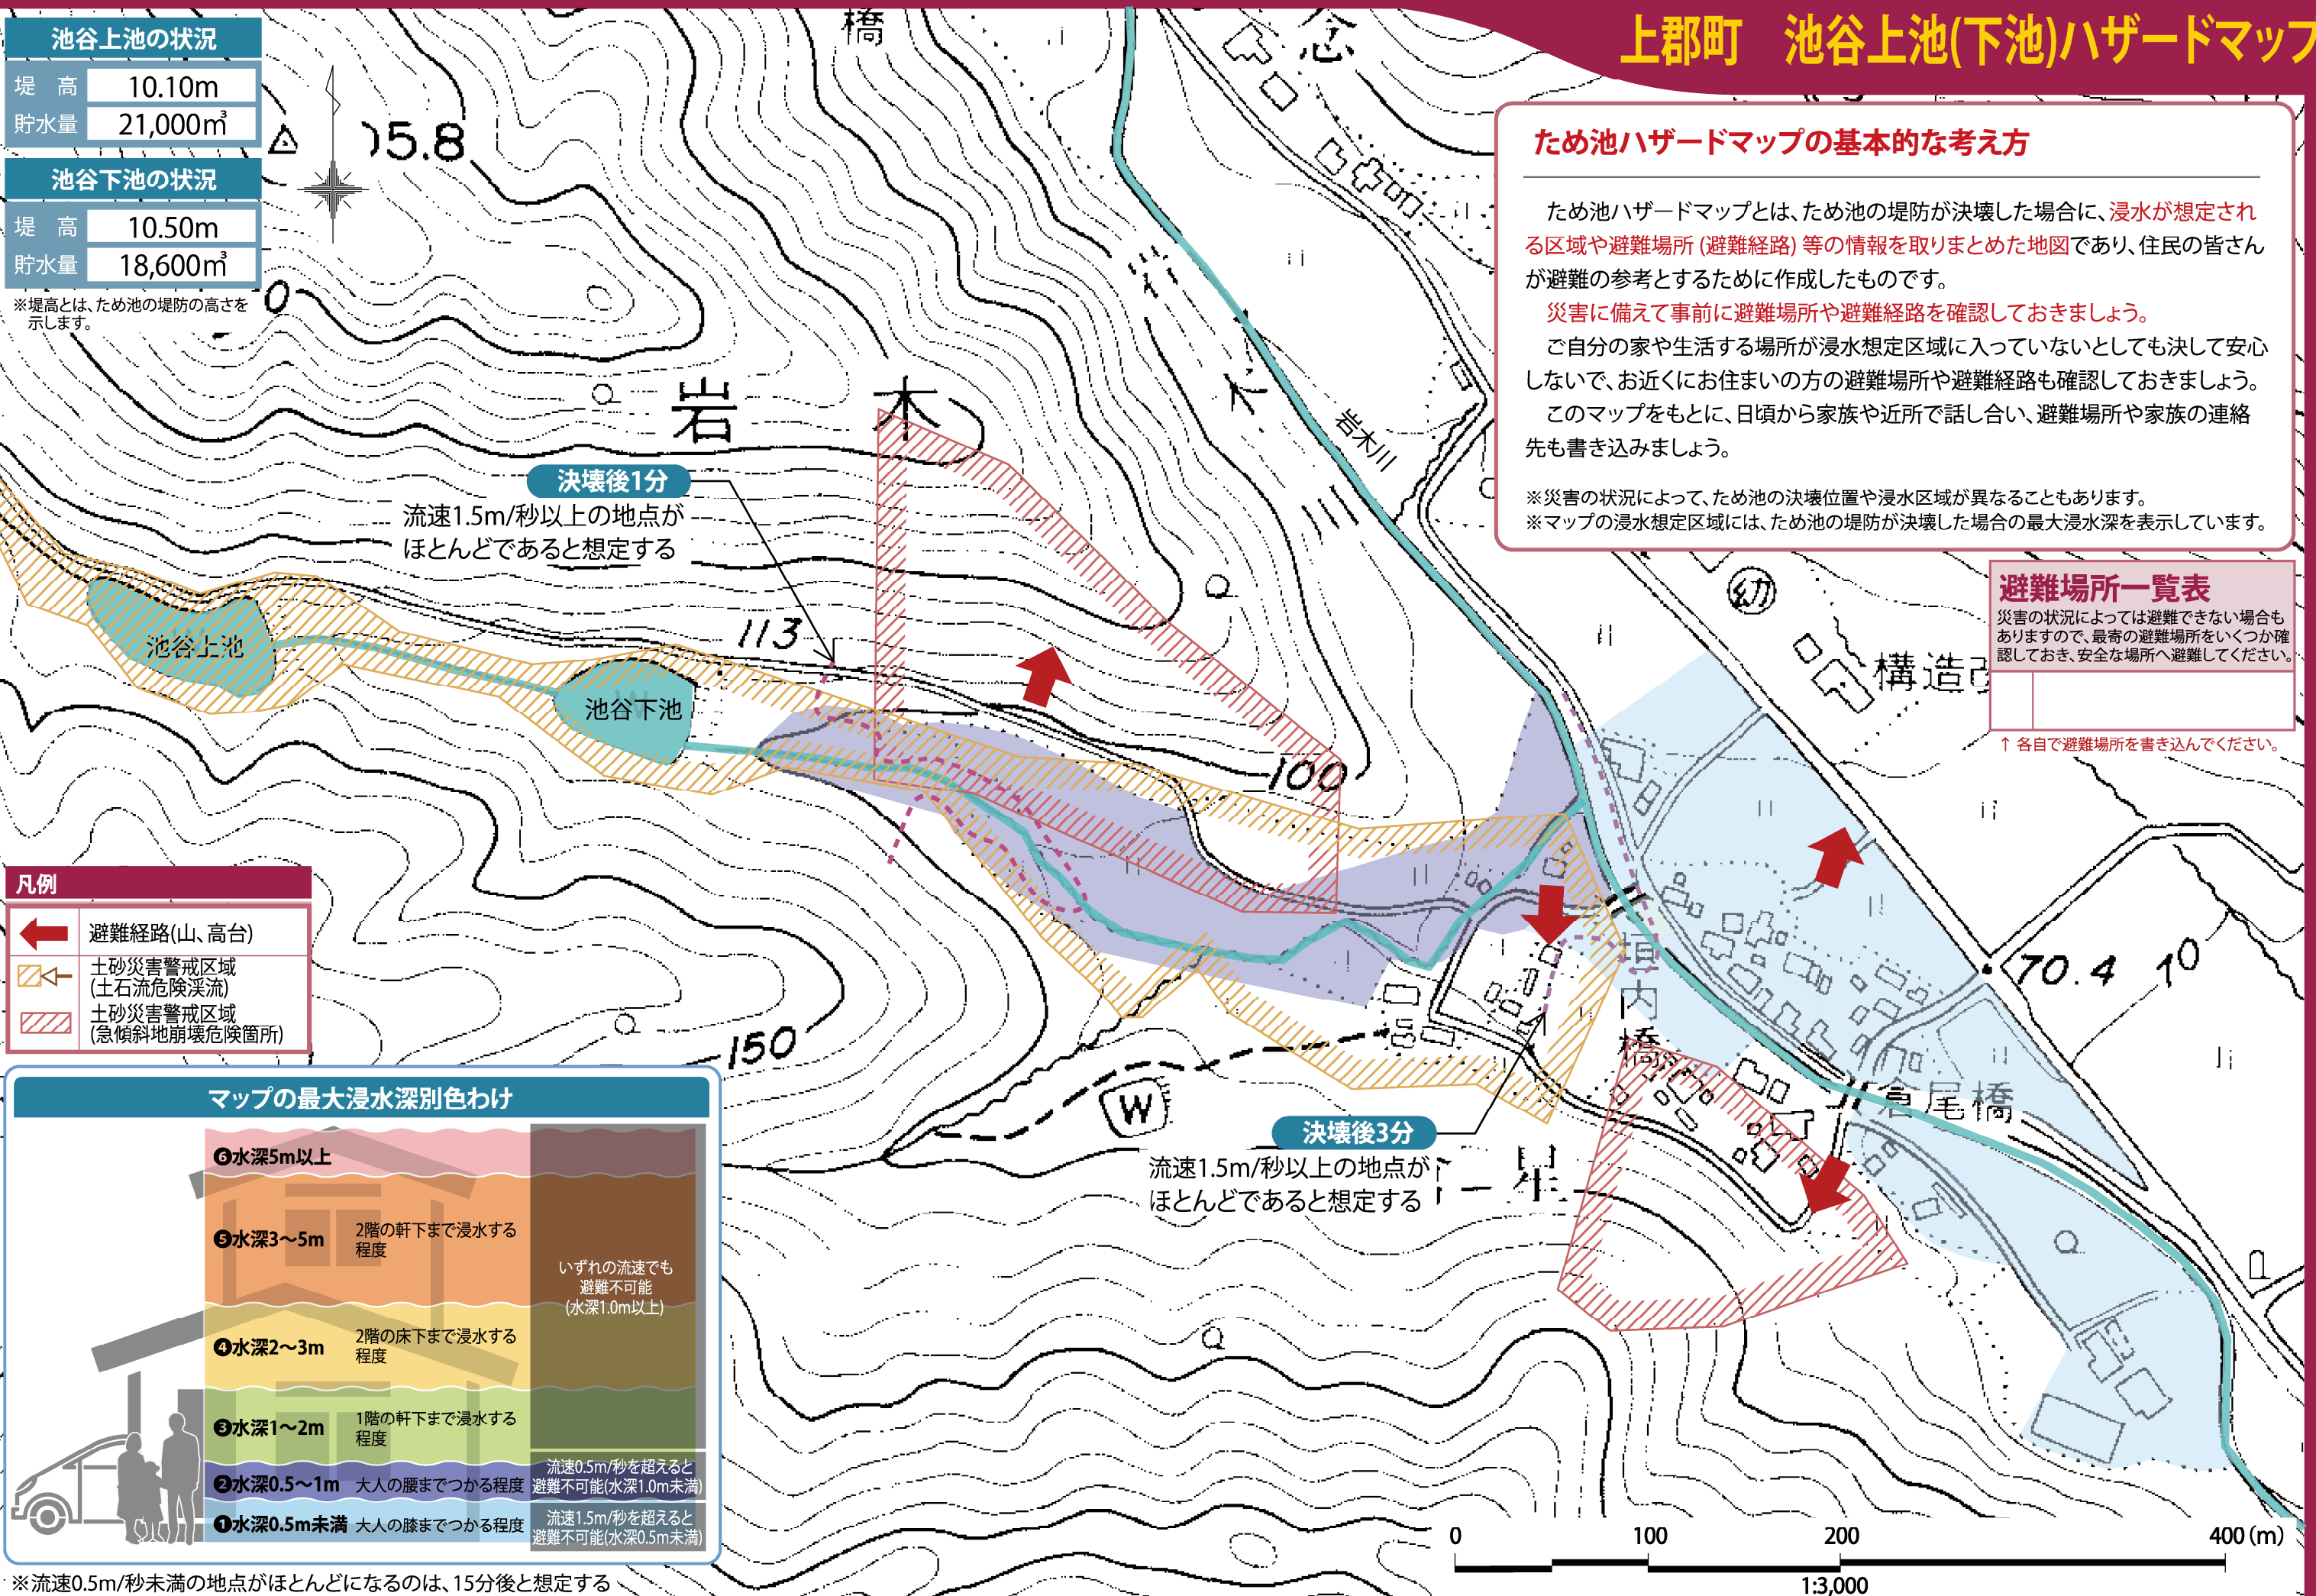 上郡町　池谷上池(下池)ハザードマップ
池谷上池の状況
堤　高　10.10m
貯水量　21,000㎥
池谷下池の状況
堤　高　10.50m
貯水量　18,600㎥
※堤高とは、ため池の堤防の高さを
示します。
ため池ハザードマップの基本的な考え方
ため池ハザードマップとは、ため池の堤防が決壊した場合に、浸水が想定され
る区域や避難場所(避難経路)等の情報を取りまとめた地図であり、住民の皆さん
が避難の参考とするために作成したものです。
災害に備えて事前に避難場所や避難経路を確認しておきましょう。
ご自分の家や生活する場所が浸水想定区域に入っていないとしても決して安心
しないで、お近くにお住まいの方の避難場所や避難経路も確認しておきましょう。
このマップをもとに、日頃から家族や近所で話し合い、避難場所や家族の連絡
先も書き込みましょう。
※災害の状況によって、ため池の決壊位置や浸水区域が異なることもあります。
※マップの浸水想定区域には、ため池の堤防が決壊した場合の最大浸水深を表示しています。
避難場所一覧表
災害の状況によっては避難できない場合も
ありますので、最寄の避難場所をいくつか確
認しておき、安全な場所へ避難してください。
↑ 各自で避難場所を書き込んでください。
橋
念
5.8
0
岩　木
岩木川
川
幼
構造
決壊後1分
流速1.5m/秒以上の地点が
ほとんどであると想定する
113
池谷上池
池谷下池
100
垣内橋
70.4
10
倉尾橋
150
W
決壊後3分
流速1.5m/秒以上の地点が
ほとんどであると想定する
凡例
避難経路(山、高台)
土砂災害警戒区域
(土石流危険渓流)
土砂災害警戒区域
(急傾斜地崩壊危険箇所)
マップの最大浸水深別色わけ
❻水深5m以上
❺水深3～5m　2階の軒下まで浸水する
程度
いずれの流速でも
避難不可能
(水深1.0m以上)
❹水深2～3m　2階の床下まで浸水する
程度
❸水深1～2m　1階の軒下まで浸水する
程度
❷水深0.5～1m　大人の腰までつかる程度
流速0.5m/秒を超えると
避難不可能(水深1.0m未満)
❶水深0.5m未満　大人の膝までつかる程度
流速1.5m/秒を超えると
避難不可能(水深0.5m未満)
※流速0.5m/秒未満の地点がほとんどになるのは、15分後と想定する
0　100　200　400(m)
1:3,000